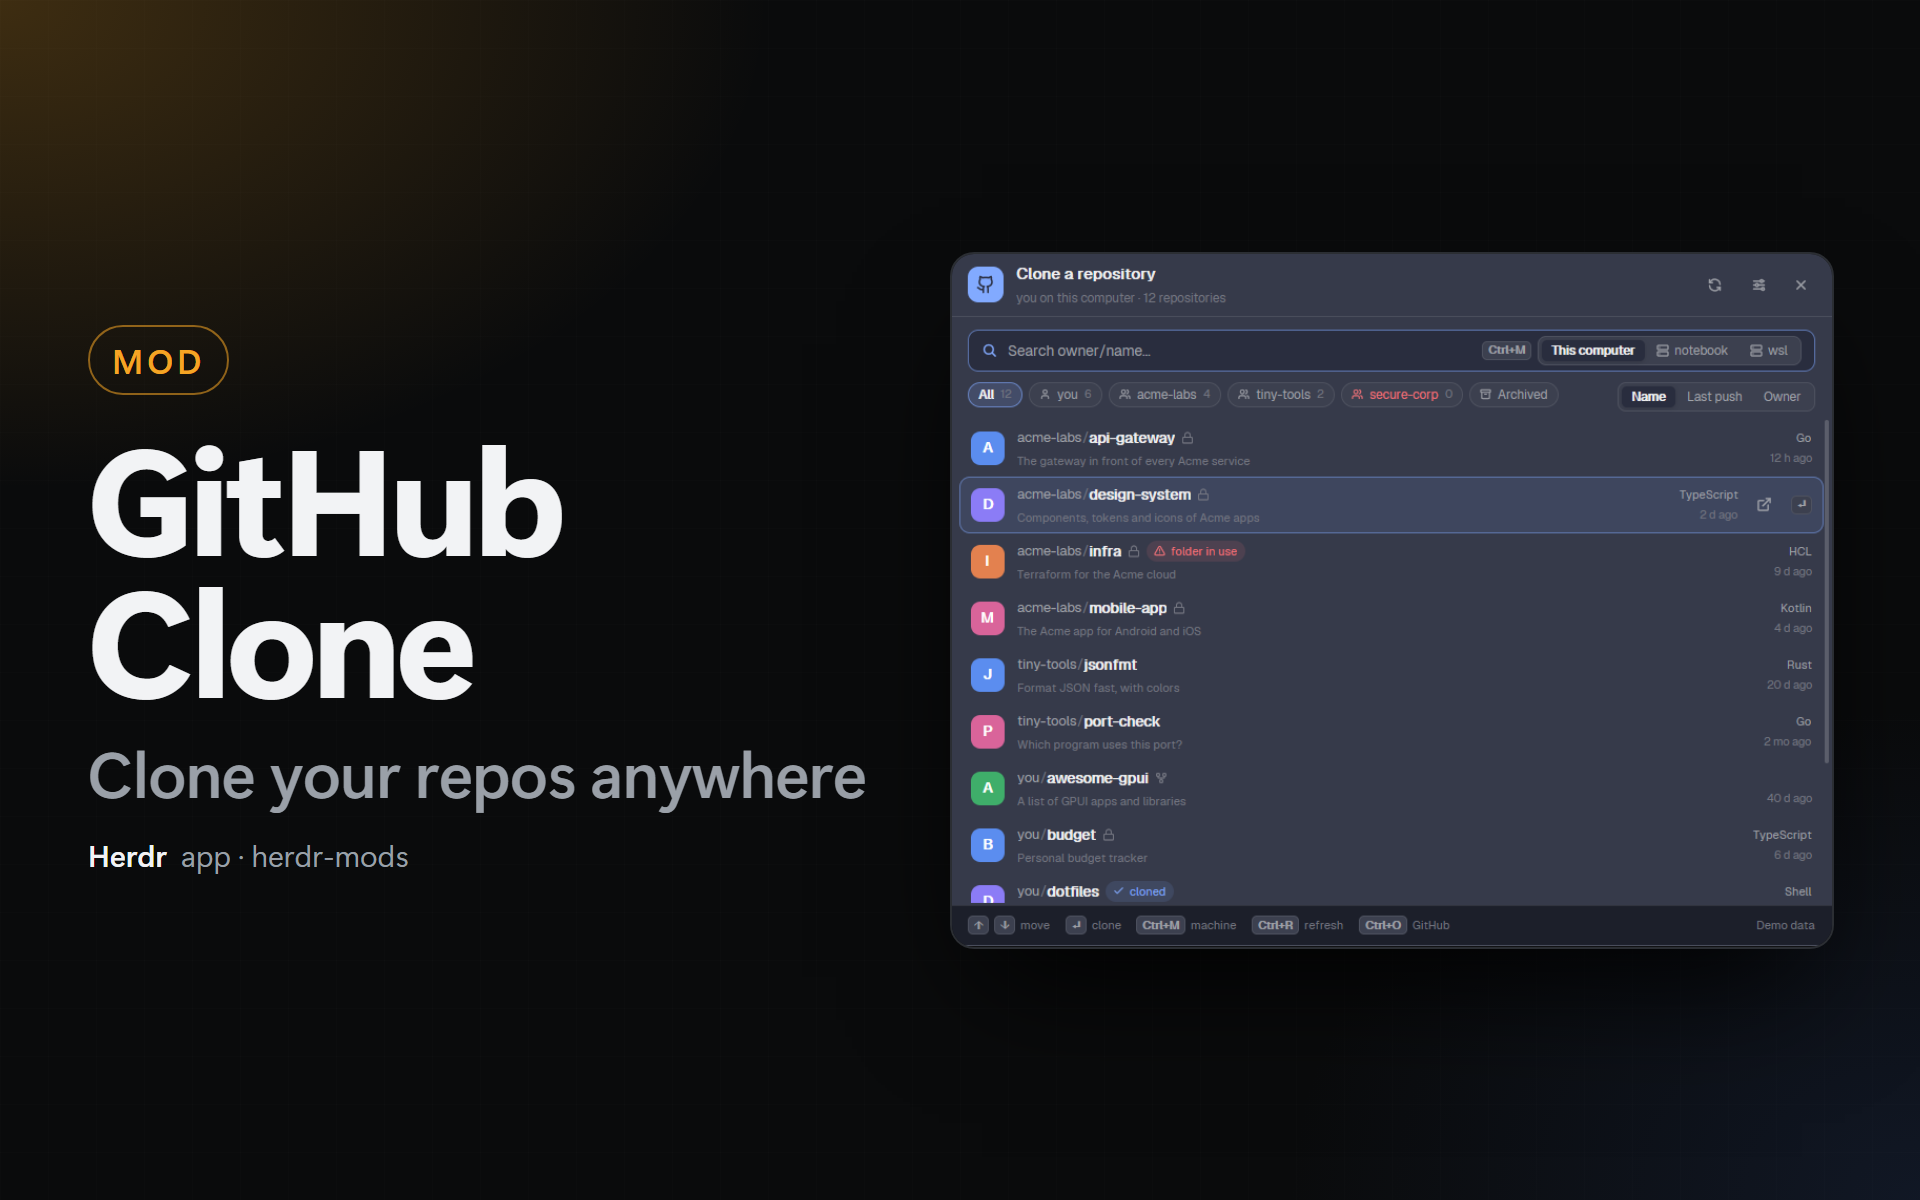 MOD
GitHub
Clone
Clone your repos anywhere
Herdr app · herdr-mods
Clone a repository
you on this computer · 12 repositories
Search owner/name... Ctrl+M This computer notebook wsl
All 12 you 6 acme-labs 4 tiny-tools 2 secure-corp 0 Archived Name Last push Owner
A acme-labs/api-gateway Go
The gateway in front of every Acme service 12 h ago
D acme-labs/design-system TypeScript
Components, tokens and icons of Acme apps 2 d ago
I acme-labs/infra folder in use HCL
Terraform for the Acme cloud 9 d ago
M acme-labs/mobile-app Kotlin
The Acme app for Android and iOS 4 d ago
J tiny-tools/jsonfmt Rust
Format JSON fast, with colors 20 d ago
P tiny-tools/port-check Go
Which program uses this port? 2 mo ago
A you/awesome-gpui
A list of GPUI apps and libraries 40 d ago
B you/budget TypeScript
Personal budget tracker 6 d ago
D you/dotfiles cloned Shell
move clone Ctrl+M machine Ctrl+R refresh Ctrl+O GitHub Demo data